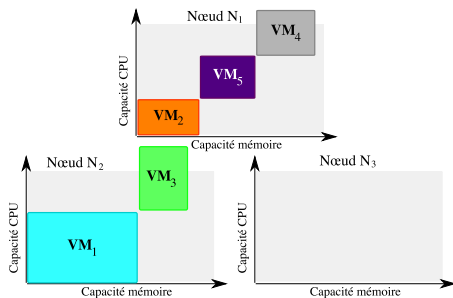 Nœud N1
VM4
VM5
VM2
Capacité CPU
Capacité mémoire
Nœud N2
VM3
VM1
Capacité CPU
Capacité mémoire
Nœud N3
Capacité CPU
Capacité mémoire